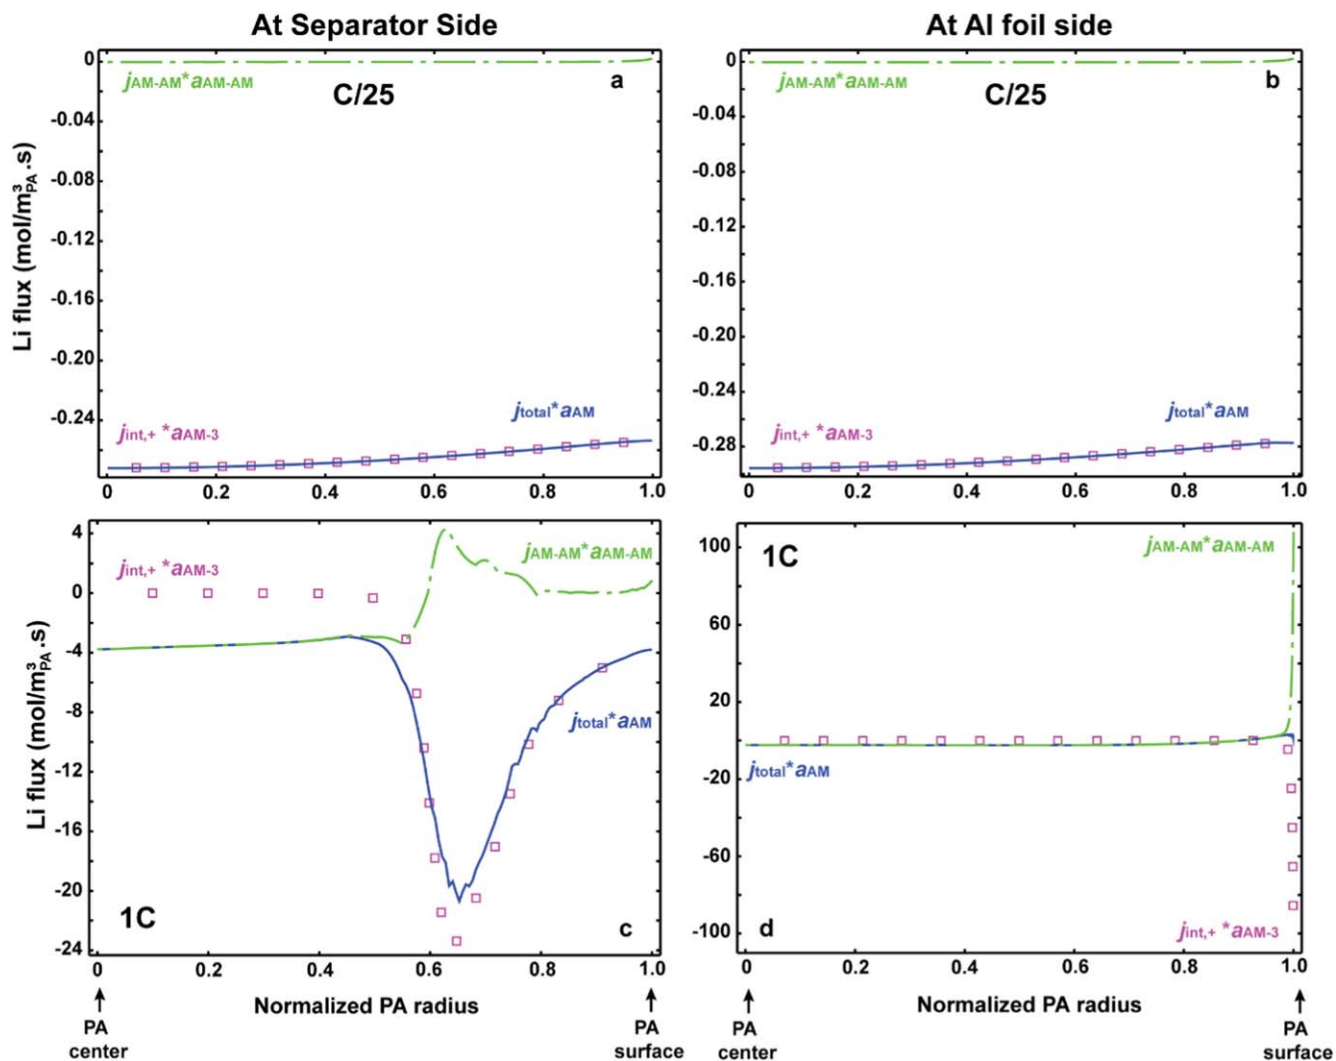 At Separator Side
At Al foil side
0
-0.04
-0.08
-0.12
-0.16
-0.20
-0.24
Li flux (mol/m³PA.s)
jAM-AM*aAM-AM
C/25
a
jint,+ *aAM-3
jtotal*aAM
0 0.2 0.4 0.6 0.8 1.0
0
-0.04
-0.08
-0.12
-0.16
-0.20
-0.24
-0.28
jAM-AM*aAM-AM
C/25
b
jint,+ *aAM-3
jtotal*aAM
0 0.2 0.4 0.6 0.8 1.0
4
0
-4
-8
-12
-16
-20
-24
Li flux (mol/m³PA.s)
jint,+ *aAM-3
jAM-AM*aAM-AM
jtotal*aAM
1C
c
0 0.2 0.4 0.6 0.8 1.0
Normalized PA radius
PA
center
PA
surface
100
60
20
-20
-60
-100
1C
jAM-AM*aAM-AM
jtotal*aAM
d
jint,+ *aAM-3
0 0.2 0.4 0.6 0.8 1.0
Normalized PA radius
PA
center
PA
surface